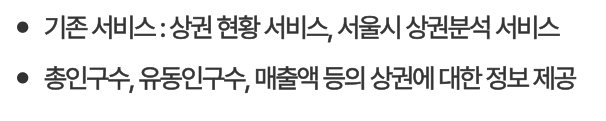 • 기존 서비스 : 상권 현황 서비스, 서울시 상권분석 서비스
• 총인구수, 유동인구수, 매출액 등의 상권에 대한 정보 제공